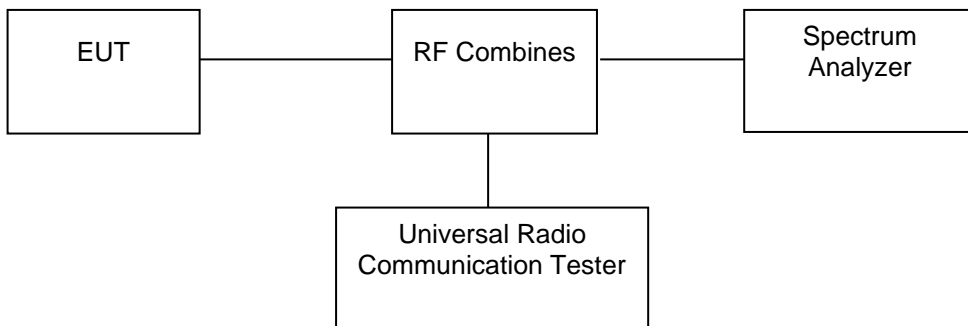 EUT
RF Combines
Spectrum
Analyzer
Universal Radio
Communication Tester